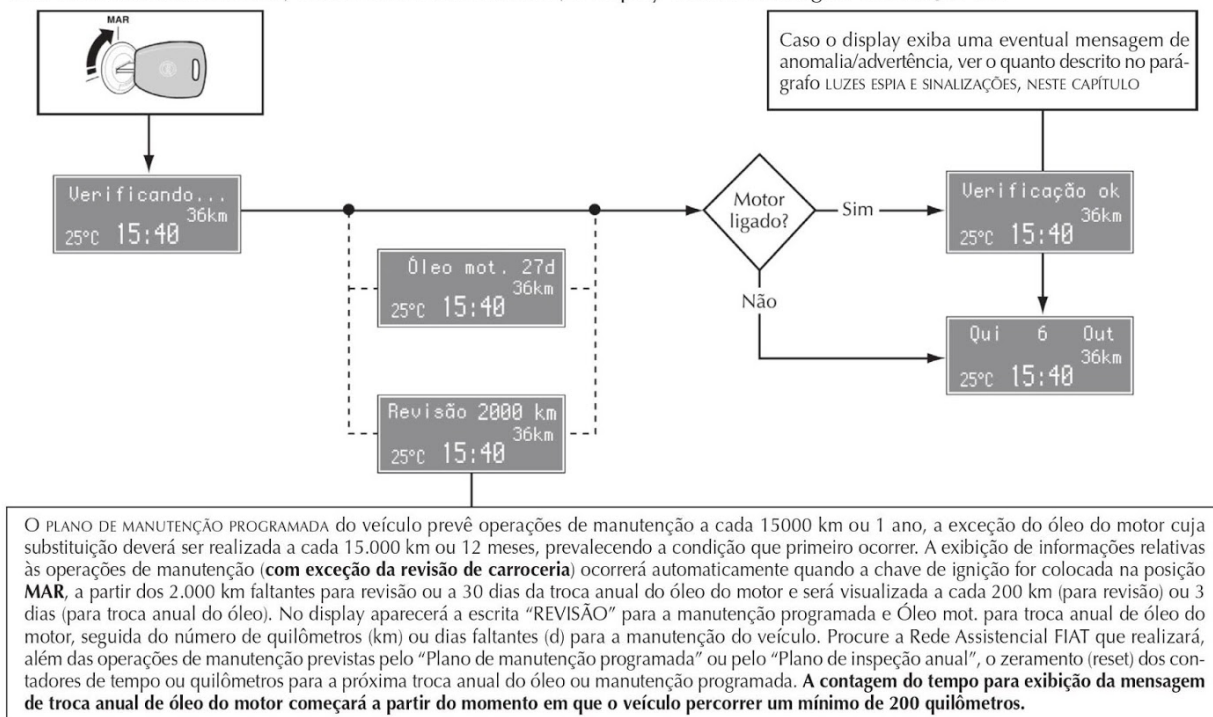 MAR
Caso o display exiba uma eventual mensagem de
anomalia/advertência, ver o quanto descrito no pará-
grafo LUZES ESPIA E SINALIZAÇÕES, NESTE CAPÍTULO
Verificando...
36km
25°C 15:40
Óleo mot. 27d
36km
25°C 15:40
Revisão 2000 km
36km
25°C 15:40
Motor
ligado?
Sim
Não
Verificação ok
36km
25°C 15:40
Qui 6 Out
36km
25°C 15:40
O PLANO DE MANUTENÇÃO PROGRAMADA do veículo prevê operações de manutenção a cada 15000 km ou 1 ano, a exceção do óleo do motor cuja
substituição deverá ser realizada a cada 15.000 km ou 12 meses, prevalecendo a condição que primeiro ocorrer. A exibição de informações relativas
às operações de manutenção (com exceção da revisão de carroceria) ocorrerá automaticamente quando a chave de ignição for colocada na posição
MAR, a partir dos 2.000 km faltantes para revisão ou a 30 dias da troca anual do óleo do motor e será visualizada a cada 200 km (para revisão) ou 3
dias (para troca anual do óleo). No display aparecerá a escrita “REVISÃO” para a manutenção programada e Óleo mot. para troca anual de óleo do
motor, seguida do número de quilômetros (km) ou dias faltantes (d) para a manutenção do veículo. Procure a Rede Assistencial FIAT que realizará,
além das operações de manutenção previstas pelo “Plano de manutenção programada” ou pelo “Plano de inspeção anual”, o zeramento (reset) dos con-
tadores de tempo ou quilômetros para a próxima troca anual do óleo ou manutenção programada. A contagem do tempo para exibição da mensagem
de troca anual de óleo do motor começará a partir do momento em que o veículo percorrer um mínimo de 200 quilômetros.